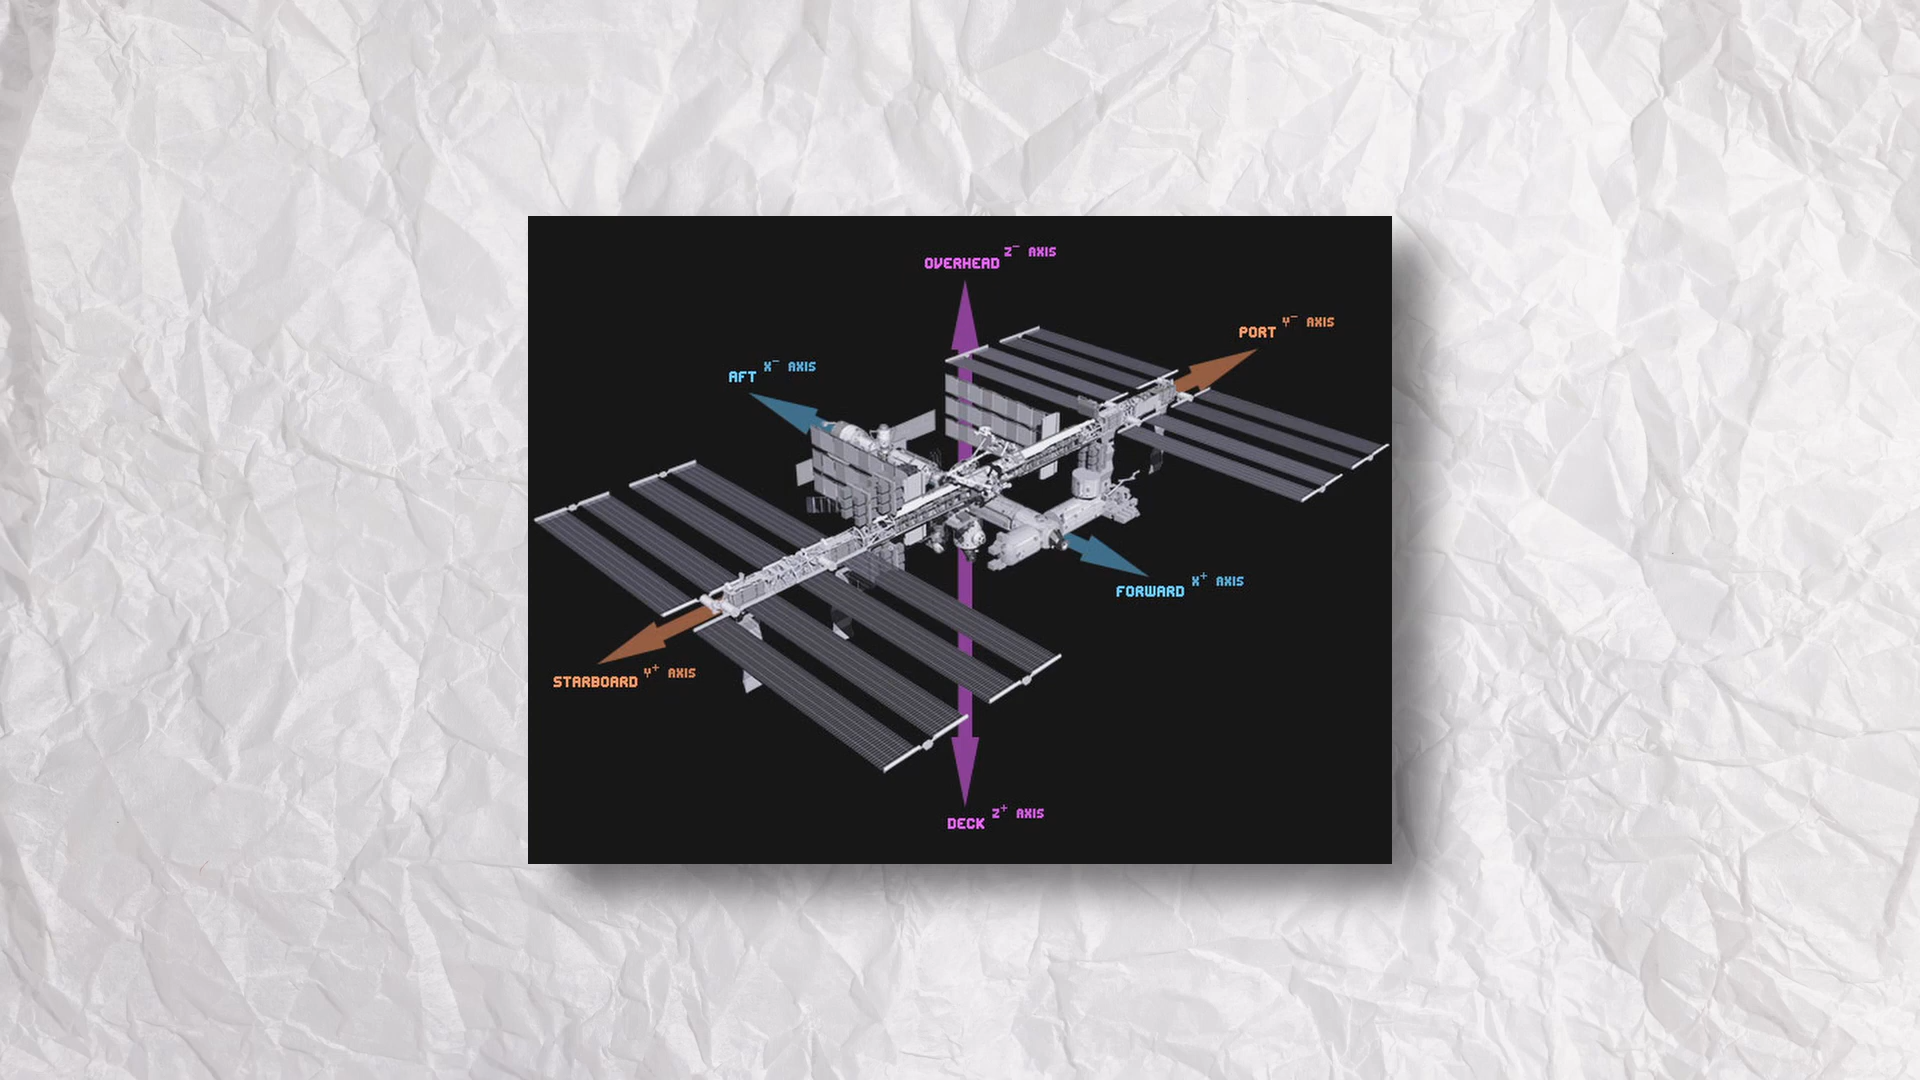 OVERHEAD Z⁻ AXIS
PORT Y⁻ AXIS
AFT X⁻ AXIS
FORWARD X⁺ AXIS
STARBOARD Y⁺ AXIS
DECK Z⁺ AXIS